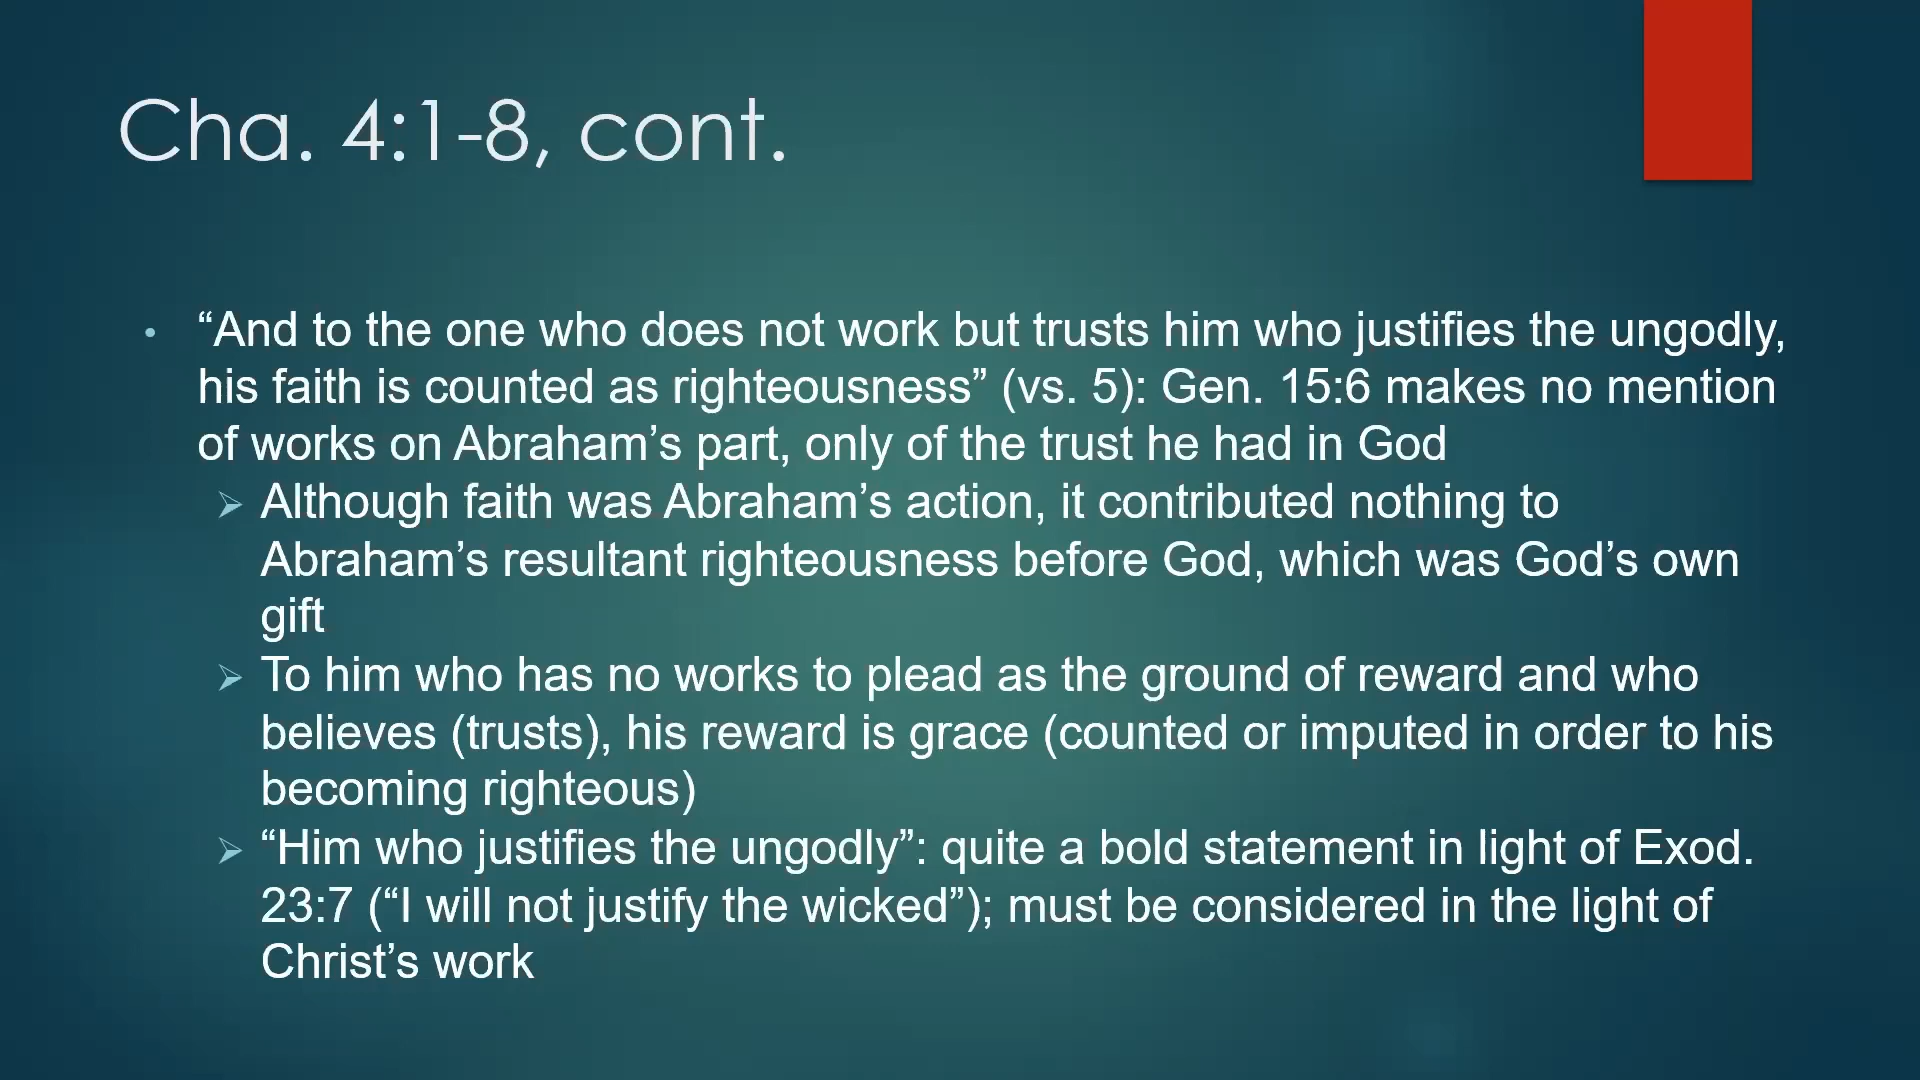 Cha. 4:1-8, cont.
• “And to the one who does not work but trusts him who justifies the ungodly,
his faith is counted as righteousness” (vs. 5): Gen. 15:6 makes no mention
of works on Abraham’s part, only of the trust he had in God
➢ Although faith was Abraham’s action, it contributed nothing to
Abraham’s resultant righteousness before God, which was God’s own
gift
➢ To him who has no works to plead as the ground of reward and who
believes (trusts), his reward is grace (counted or imputed in order to his
becoming righteous)
➢ “Him who justifies the ungodly”: quite a bold statement in light of Exod.
23:7 (“I will not justify the wicked”); must be considered in the light of
Christ’s work